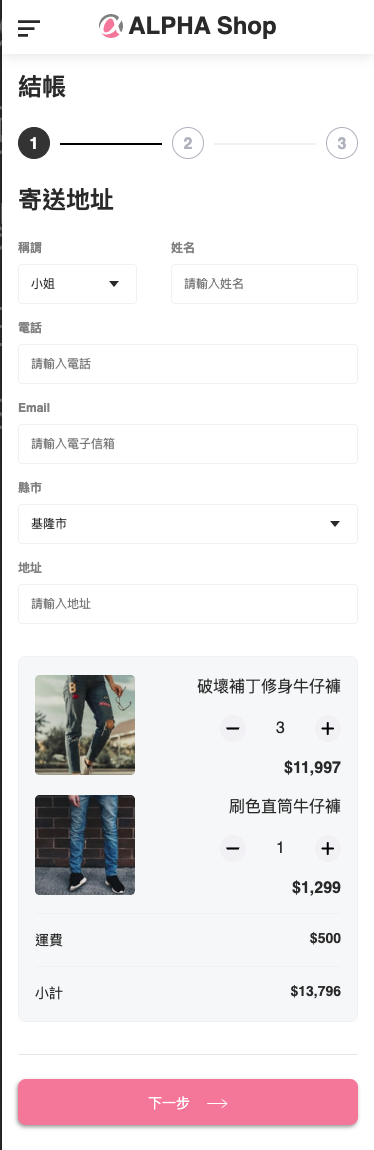 ALPHA Shop
結帳
1 2 3
寄送地址
稱謂 姓名
小姐 請輸入姓名
電話
請輸入電話
Email
請輸入電子信箱
縣市
基隆市
地址
請輸入地址
破壞補丁修身牛仔褲
3
$11,997
刷色直筒牛仔褲
1
$1,299
運費 $500
小計 $13,796
下一步